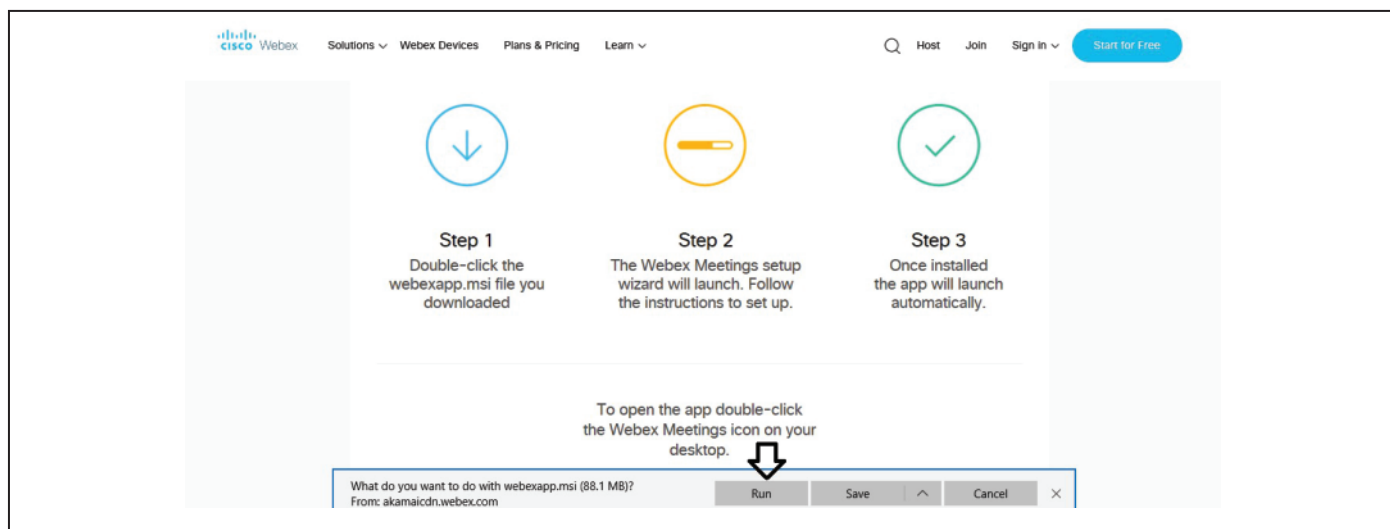 CISCO Webex Solutions Webex Devices Plans & Pricing Learn Host Join Sign in Start for Free
Step 1
Double-click the
webexapp.msi file you
downloaded
Step 2
The Webex Meetings setup
wizard will launch. Follow
the instructions to set up.
Step 3
Once installed
the app will launch
automatically.
To open the app double-click
the Webex Meetings icon on your
desktop.
What do you want to do with webexapp.msi (88.1 MB)?
From: akamaicdn.webex.com
Run Save Cancel